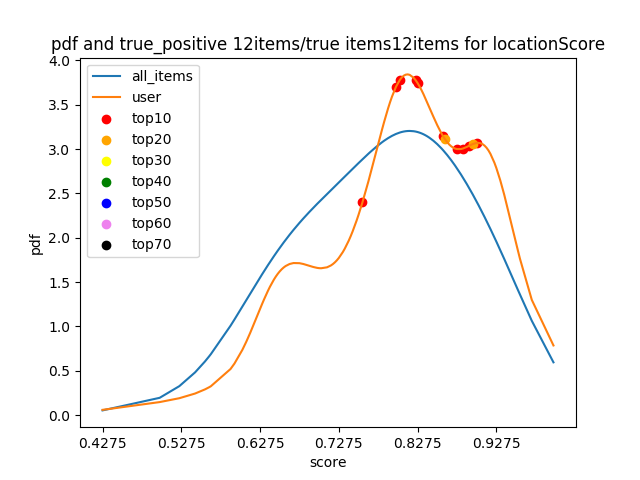 pdf and true_positive 12items/true items12items for locationScore
all_items
user
top10
top20
top30
top40
top50
top60
top70
4.0
3.5
3.0
2.5
2.0
1.5
1.0
0.5
0.0
pdf
0.4275 0.5275 0.6275 0.7275 0.8275 0.9275
score